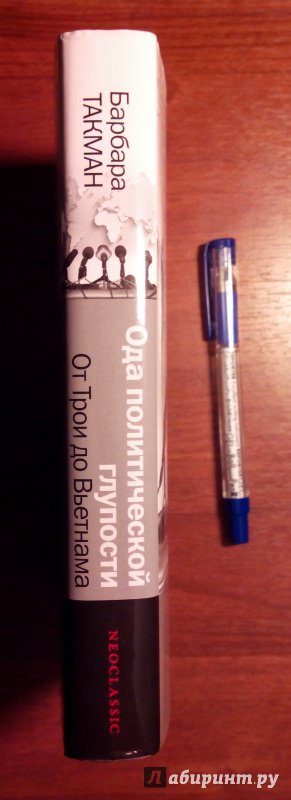 Барбара
ТАКМАН
Ода политической
глупости
От Трои до Вьетнама
NEOCLASSIC
Лабиринт.ру